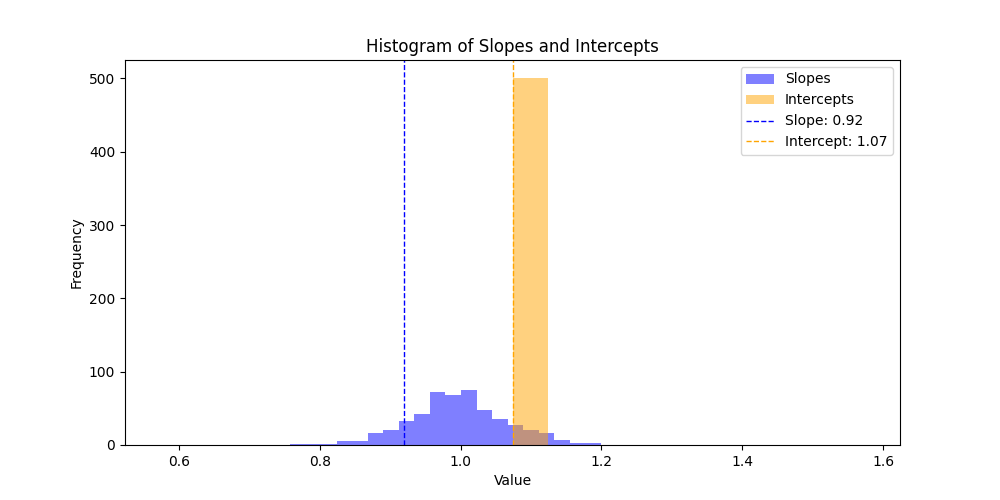 Histogram of Slopes and Intercepts
Slopes
Intercepts
Slope: 0.92
Intercept: 1.07
Frequency
500
400
300
200
100
0
0.6 0.8 1.0 1.2 1.4 1.6
Value